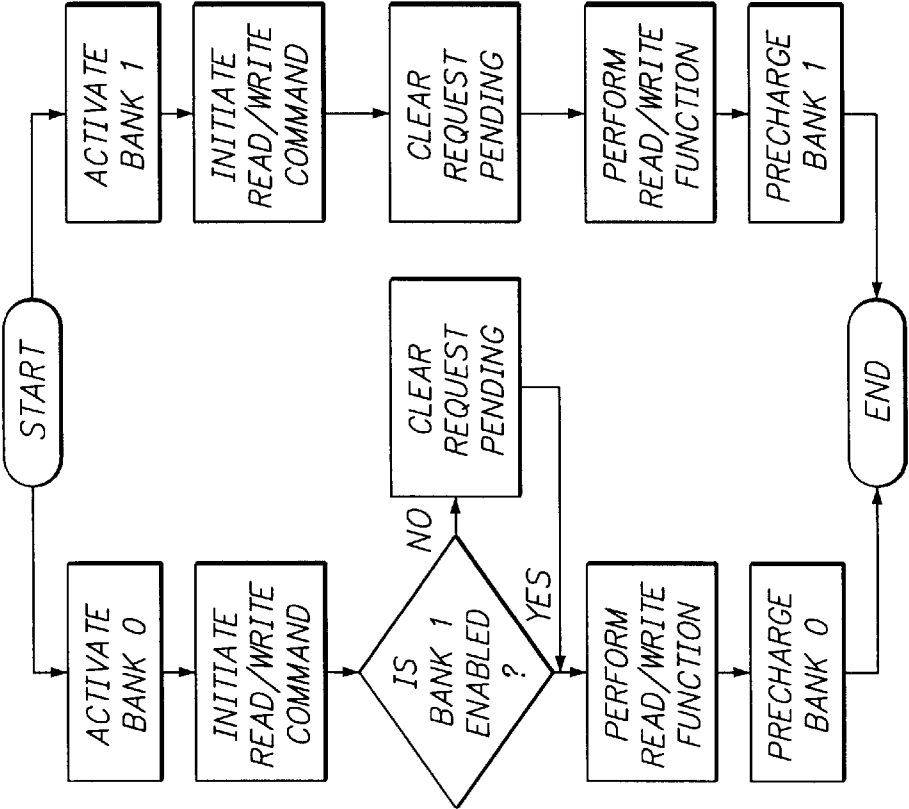 START
ACTIVATE
BANK 0
INITIATE
READ/WRITE
COMMAND
IS
BANK 1
ENABLED
?
NO
CLEAR
REQUEST
PENDING
YES
PERFORM
READ/WRITE
FUNCTION
PRECHARGE
BANK 0
ACTIVATE
BANK 1
INITIATE
READ/WRITE
COMMAND
CLEAR
REQUEST
PENDING
PERFORM
READ/WRITE
FUNCTION
PRECHARGE
BANK 1
END